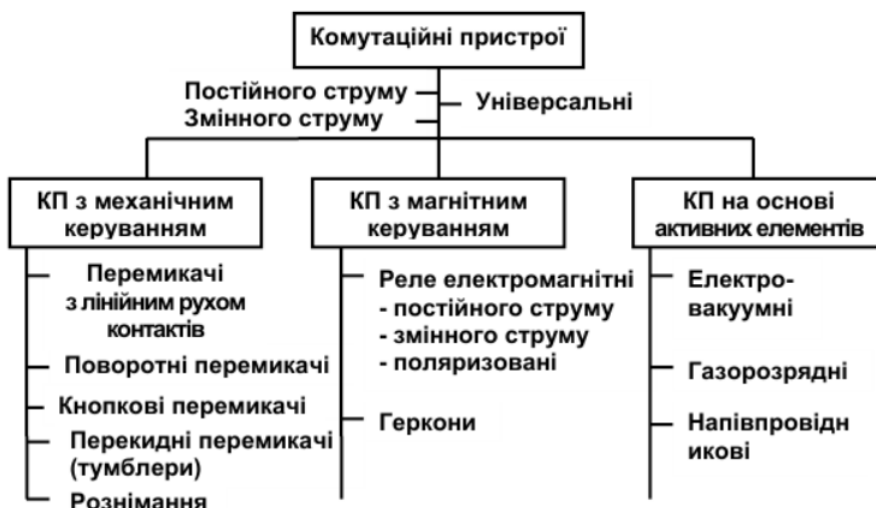 Комутаційні пристрої
Постійного струму
Змінного струму
Універсальні
КП з механічним
керуванням
Перемикачі
з лінійним рухом
контактів
Поворотні перемикачі
Кнопкові перемикачі
Перекидні перемикачі
(тумблери)
Рознімання
КП з магнітним
керуванням
Реле електромагнітні
- постійного струму
- змінного струму
- поляризовані
Геркони
КП на основі
активних елементів
Електро-
вакуумні
Газорозрядні
Напівпровідн
икові